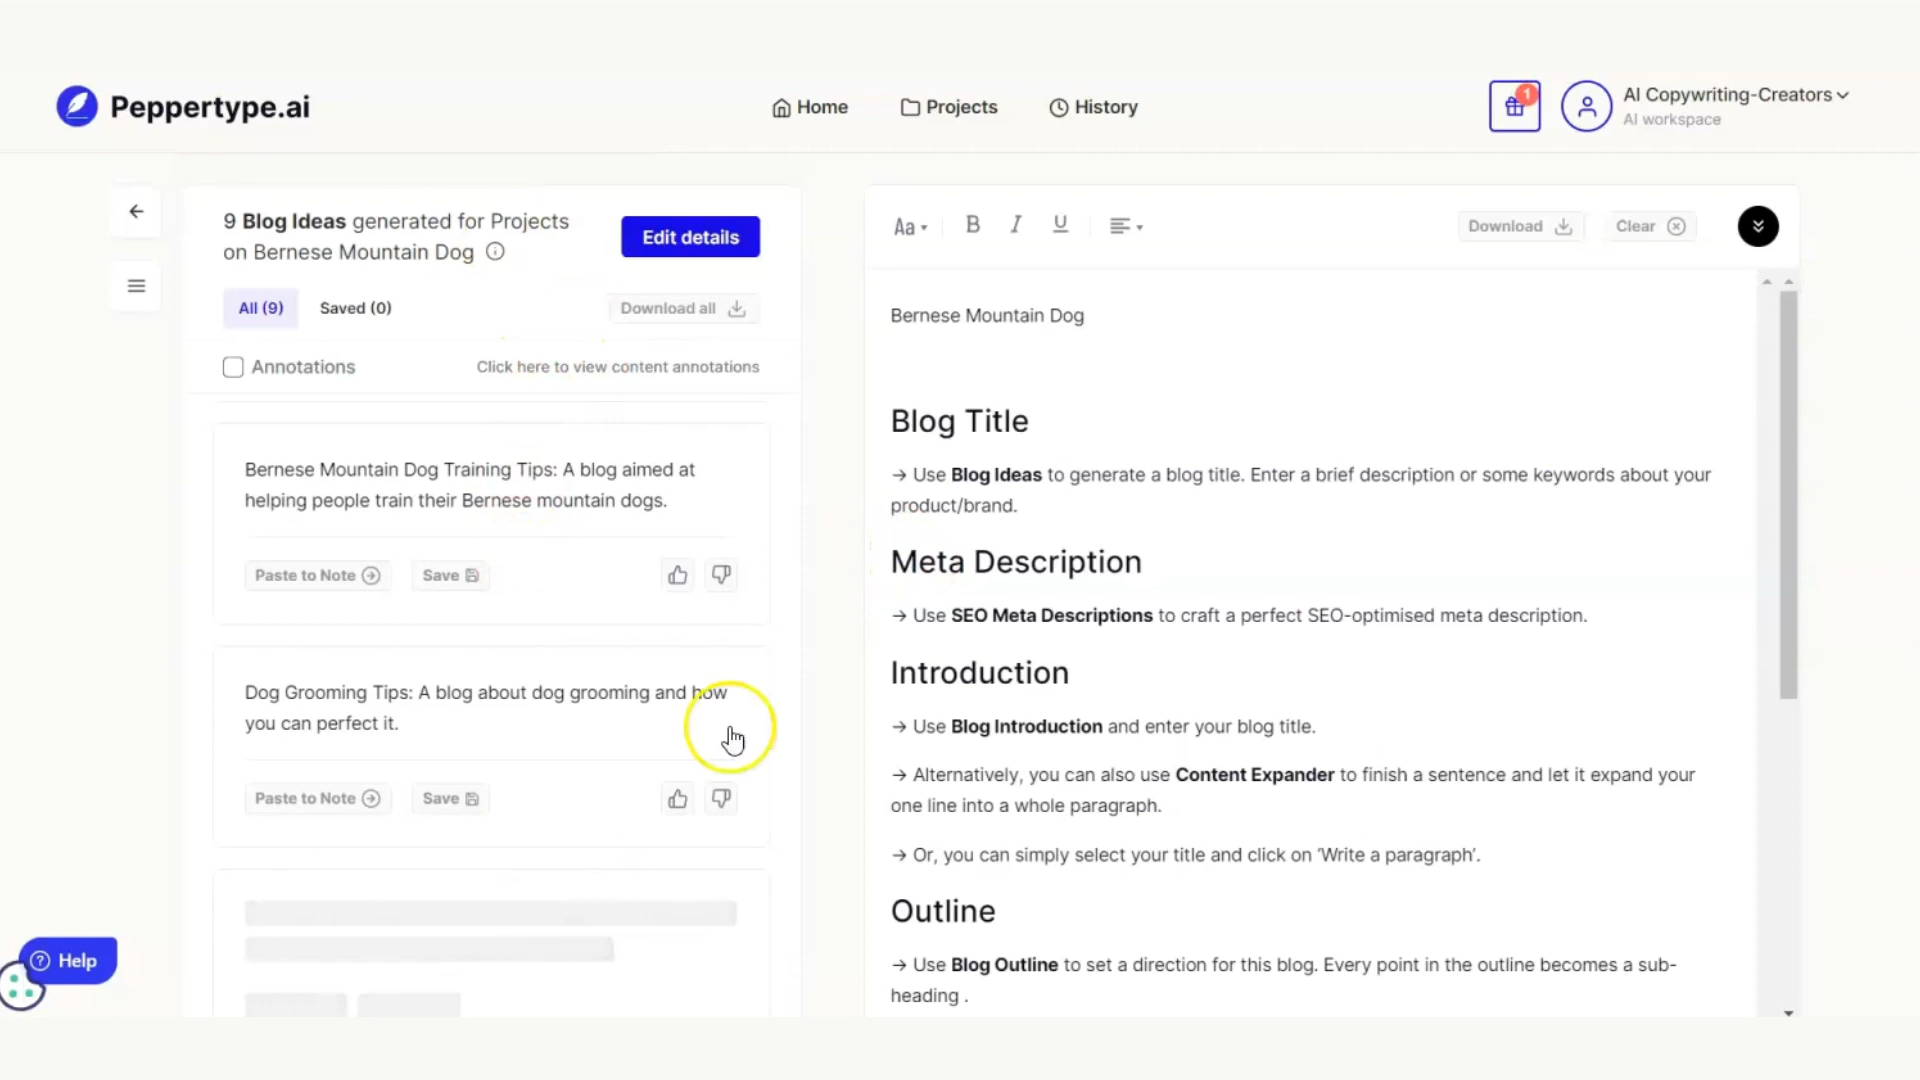 Peppertype.ai
Home
Projects
History
1
AI Copywriting-Creators
AI workspace
9 Blog Ideas generated for Projects
on Bernese Mountain Dog
Edit details
All (9)
Saved (0)
Download all
Annotations
Click here to view content annotations
Bernese Mountain Dog Training Tips: A blog aimed at
helping people train their Bernese mountain dogs.
Paste to Note
Save
Dog Grooming Tips: A blog about dog grooming and how
you can perfect it.
Paste to Note
Save
Help
Aa
B
I
U
Download
Clear
Bernese Mountain Dog
Blog Title
→ Use Blog Ideas to generate a blog title. Enter a brief description or some keywords about your
product/brand.
Meta Description
→ Use SEO Meta Descriptions to craft a perfect SEO-optimised meta description.
Introduction
→ Use Blog Introduction and enter your blog title.
→ Alternatively, you can also use Content Expander to finish a sentence and let it expand your
one line into a whole paragraph.
→ Or, you can simply select your title and click on ‘Write a paragraph’.
Outline
→ Use Blog Outline to set a direction for this blog. Every point in the outline becomes a sub-
heading .